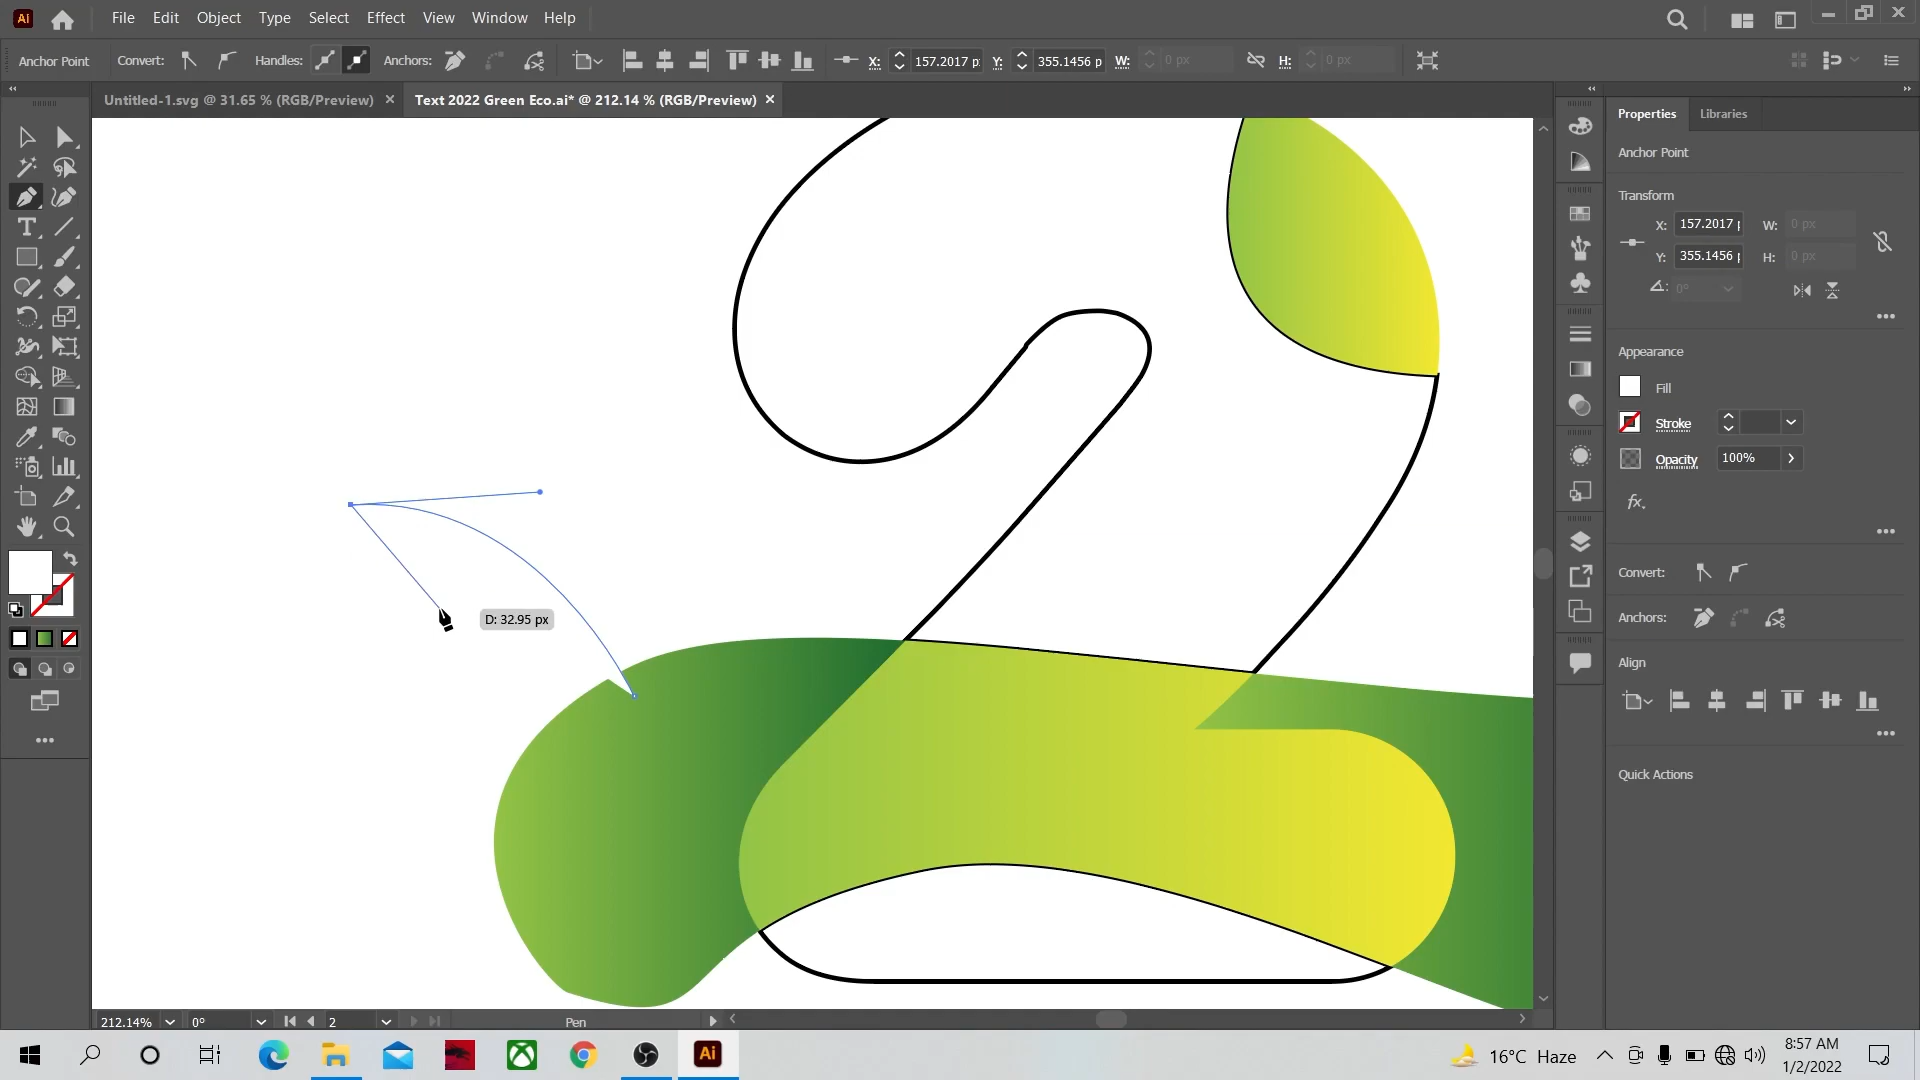 Ai File Edit Object Type Select Effect View Window Help
Anchor Point Convert: Handles: Anchors: X: 157.2017 p Y: 355.1456 p W: 0 px H: 0 px
Untitled-1.svg @ 31.65 % (RGB/Preview) × Text 2022 Green Eco.ai* @ 212.14 % (RGB/Preview) ×
Properties Libraries
Anchor Point
Transform
X: 157.2017 W: 0 px
Y: 355.1456 H: 0 px
0°
Appearance
Fill
Stroke
Opacity 100%
fx
Convert:
Anchors:
Align
Quick Actions
D: 32.95 px
212.14% 0° 2 Pen
Ai 16°C Haze 8:57 AM
1/2/2022